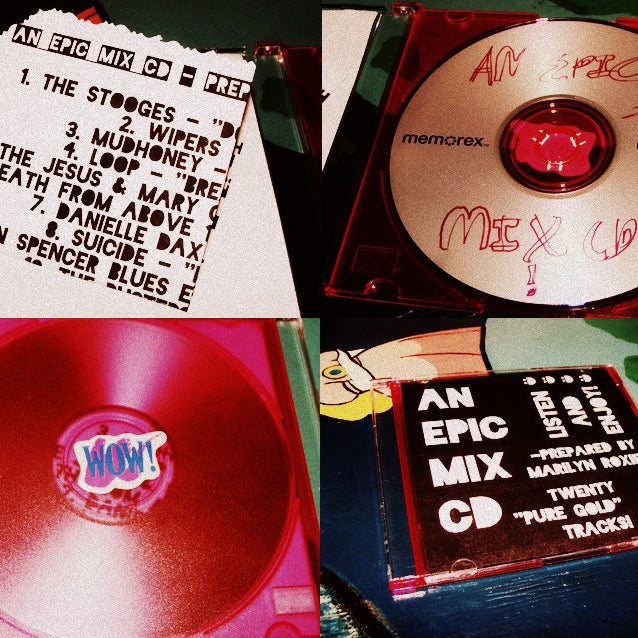 AN EPIC MIX CD — PREP
1. THE STOOGES – "D
2. WIPERS
3. MUDHONEY –
4. LOOP – "BRE
THE JESUS & MARY C
EATH FROM ABOVE 1
7. DANIELLE DAX
8. SUICIDE – "
N SPENCER BLUES E
AN EPIC
memorex
MIX CD
!
WOW!
AN
EPIC
MIX
CD
LISTEN
AND
ENJOY!
–PREPARED BY
MARILYN ROXIE
TWENTY
"PURE GOLD"
TRACKS!